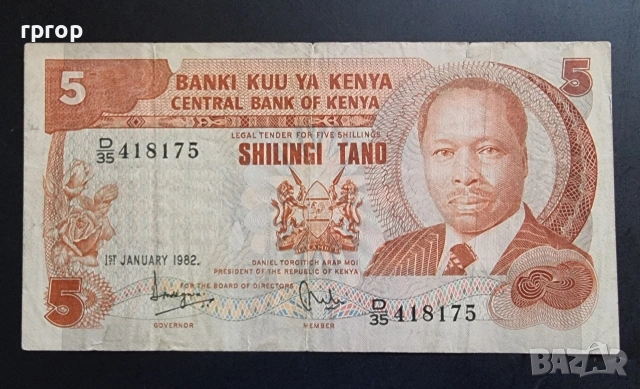 rprop
5
BANKI KUU YA KENYA
CENTRAL BANK OF KENYA
5
LEGAL TENDER FOR FIVE SHILLINGS
D/35 418175
SHILINGI TANO
1ST JANUARY 1982.
DANIEL TOROITICH ARAP MOI
PRESIDENT OF THE REPUBLIC OF KENYA
FOR THE BOARD OF DIRECTORS
5
D/35 418175
GOVERNOR
MEMBER
BAZAR.BG